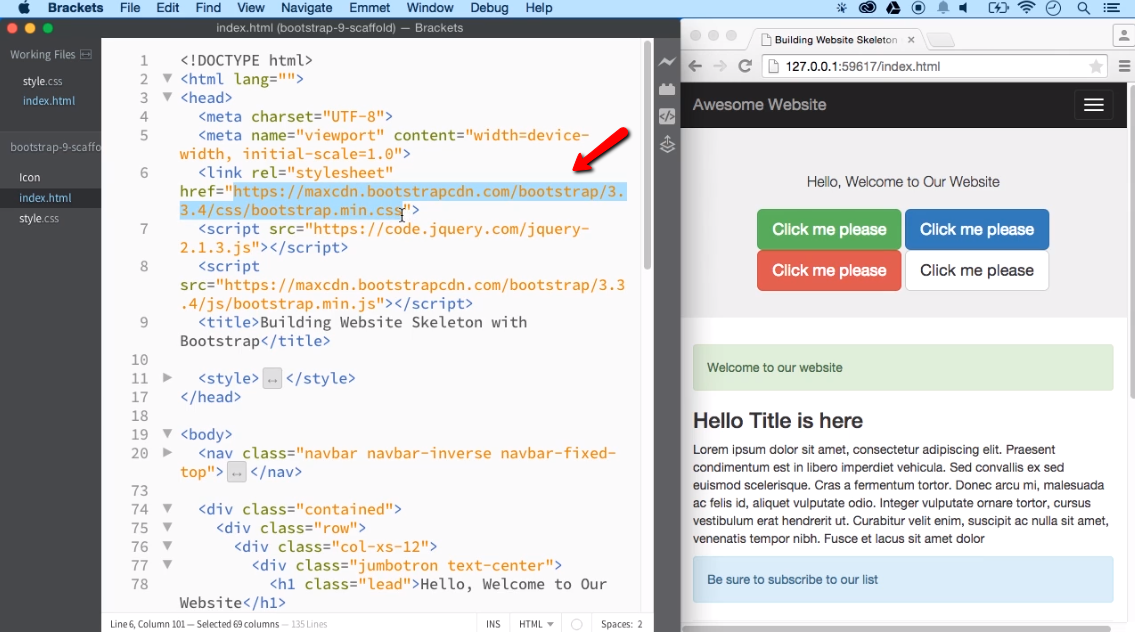 Brackets File Edit Find View Navigate Emmet Window Debug Help
index.html (bootstrap-9-scaffold) — Brackets
Working Files
style.css
index.html
bootstrap-9-scaffo
Icon
index.html
style.css
1 <!DOCTYPE html>
2 <html lang="">
3 <head>
4 <meta charset="UTF-8">
5 <meta name="viewport" content="width=device-
width, initial-scale=1.0">
6 <link rel="stylesheet"
href="https://maxcdn.bootstrapcdn.com/bootstrap/3.
3.4/css/bootstrap.min.css">
7 <script src="https://code.jquery.com/jquery-
2.1.3.js"></script>
8 <script
src="https://maxcdn.bootstrapcdn.com/bootstrap/3.3
.4/js/bootstrap.min.js"></script>
9 <title>Building Website Skeleton with
Bootstrap</title>
10
11 <style></style>
17 </head>
18
19 <body>
20 <nav class="navbar navbar-inverse navbar-fixed-
top"></nav>
73
74 <div class="contained">
75 <div class="row">
76 <div class="col-xs-12">
77 <div class="jumbotron text-center">
78 <h1 class="lead">Hello, Welcome to Our
Website</h1>
Line 6, Column 101 — Selected 69 columns — 135 Lines
INS HTML Spaces: 2
Building Website Skeleton
127.0.0.1:59617/index.html
Awesome Website
Hello, Welcome to Our Website
Click me please Click me please
Click me please Click me please
Welcome to our website
Hello Title is here
Lorem ipsum dolor sit amet, consectetur adipiscing elit. Praesent
condimentum est in libero imperdiet vehicula. Sed convallis ex sed
euismod scelerisque. Cras a fermentum tortor. Donec arcu mi, malesuada
ac felis id, aliquet vulputate odio. Integer vulputate ornare tortor, cursus
vestibulum erat hendrerit ut. Curabitur velit enim, suscipit ac nulla sit amet,
venenatis tempor nibh. Fusce et lacus sit amet dolor
Be sure to subscribe to our list